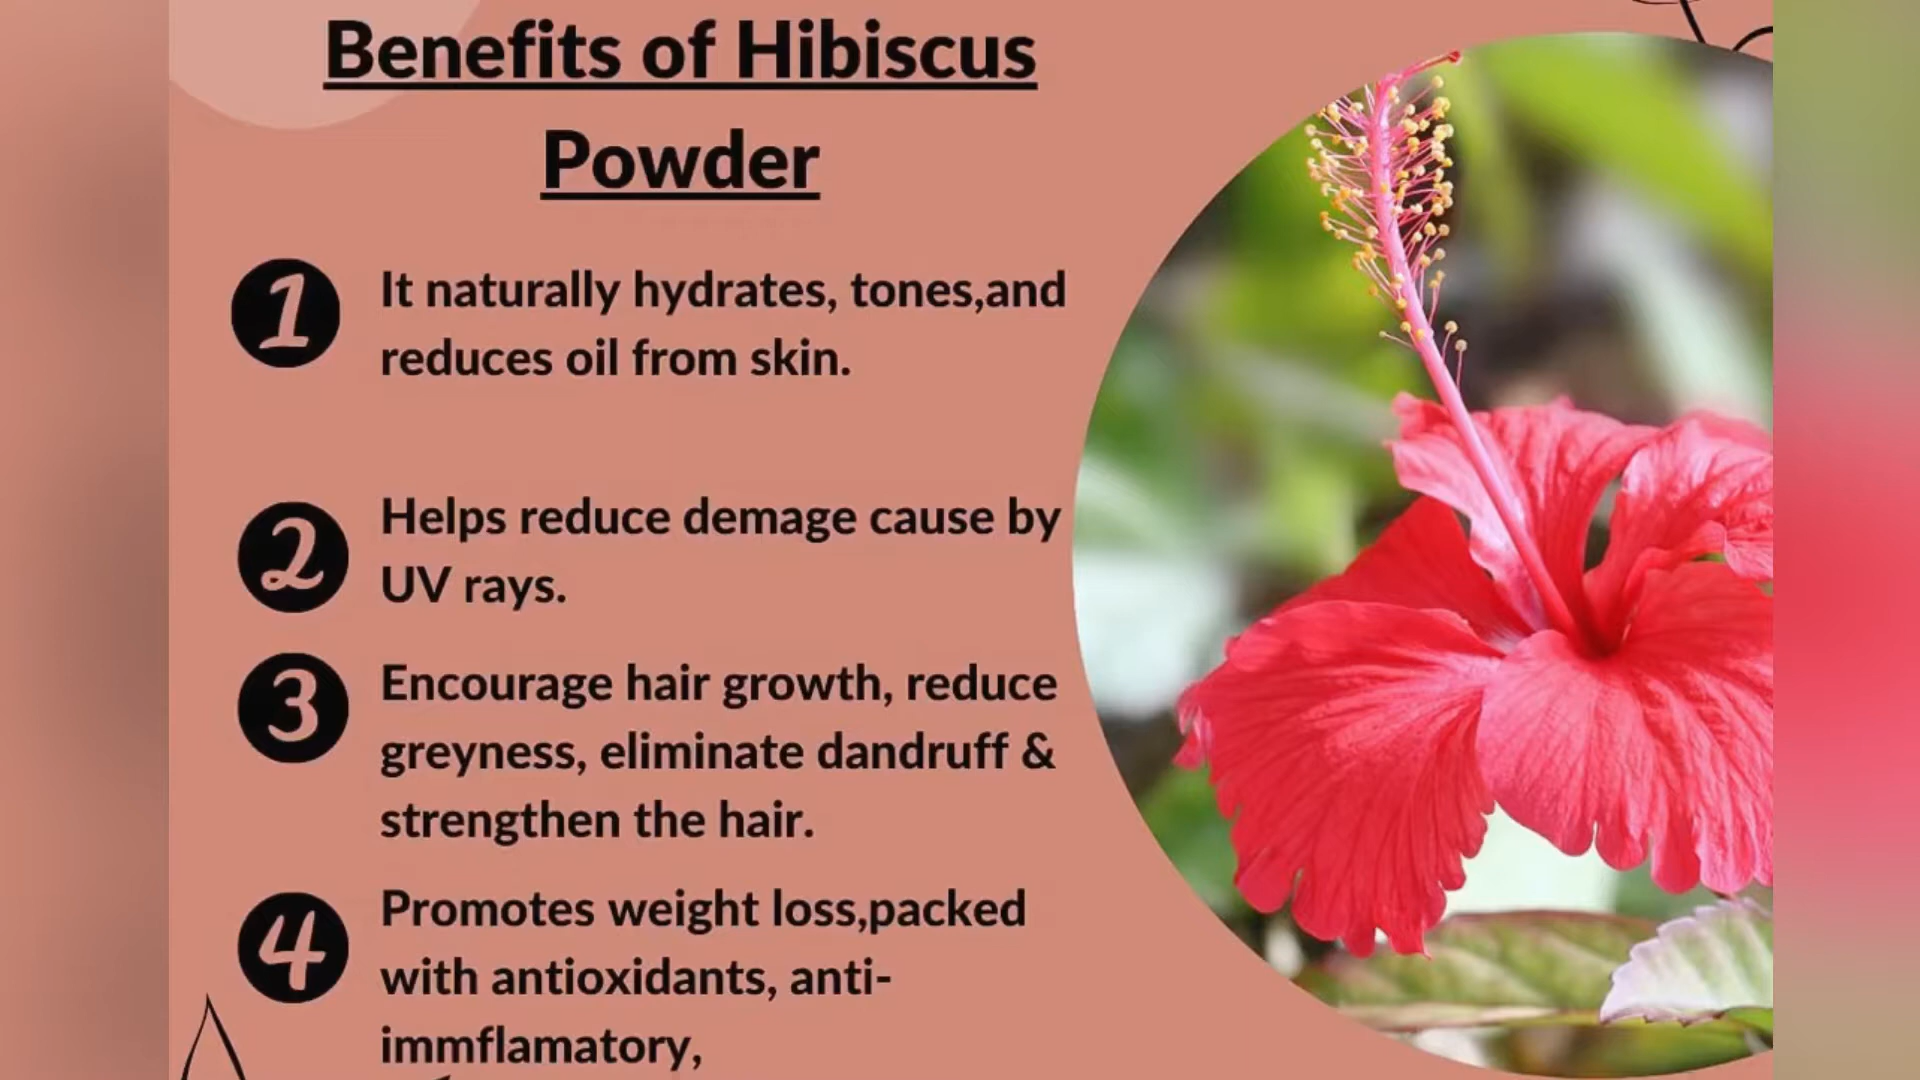 Benefits of Hibiscus
Powder
1 It naturally hydrates, tones,and
reduces oil from skin.
2 Helps reduce demage cause by
UV rays.
3 Encourage hair growth, reduce
greyness, eliminate dandruff &
strengthen the hair.
4 Promotes weight loss,packed
with antioxidants, anti-
immflamatory,